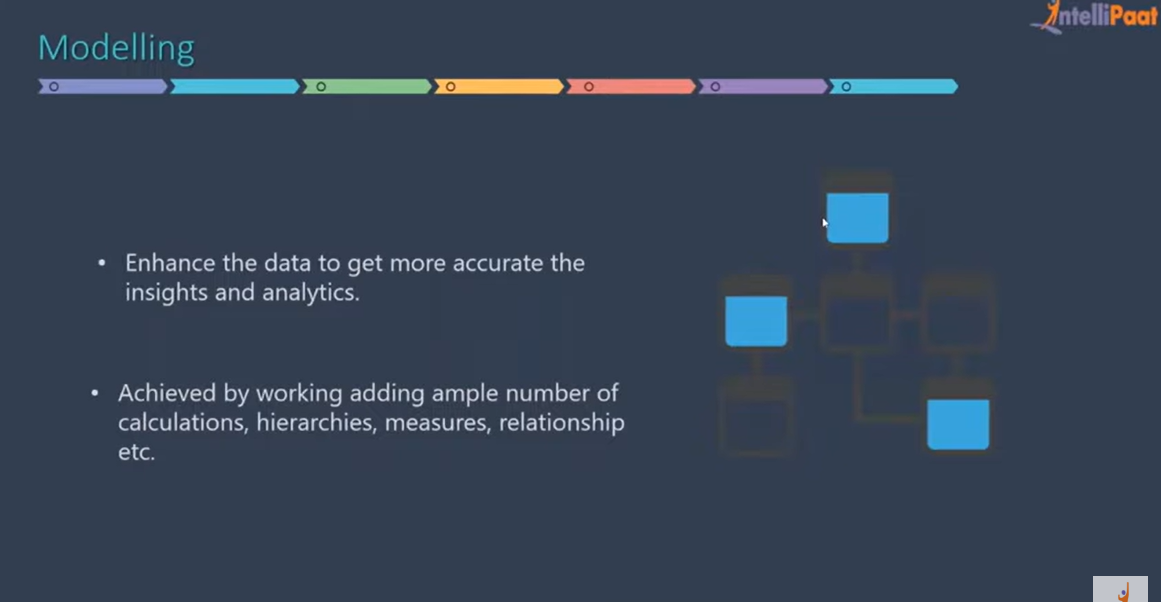 IntelliPaat
Modelling
• Enhance the data to get more accurate the
insights and analytics.
• Achieved by working adding ample number of
calculations, hierarchies, measures, relationship
etc.